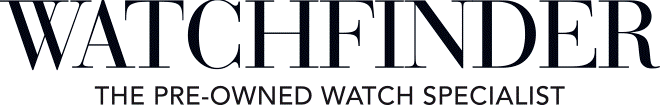 WATCHFINDER
THE PRE-OWNED WATCH SPECIALIST